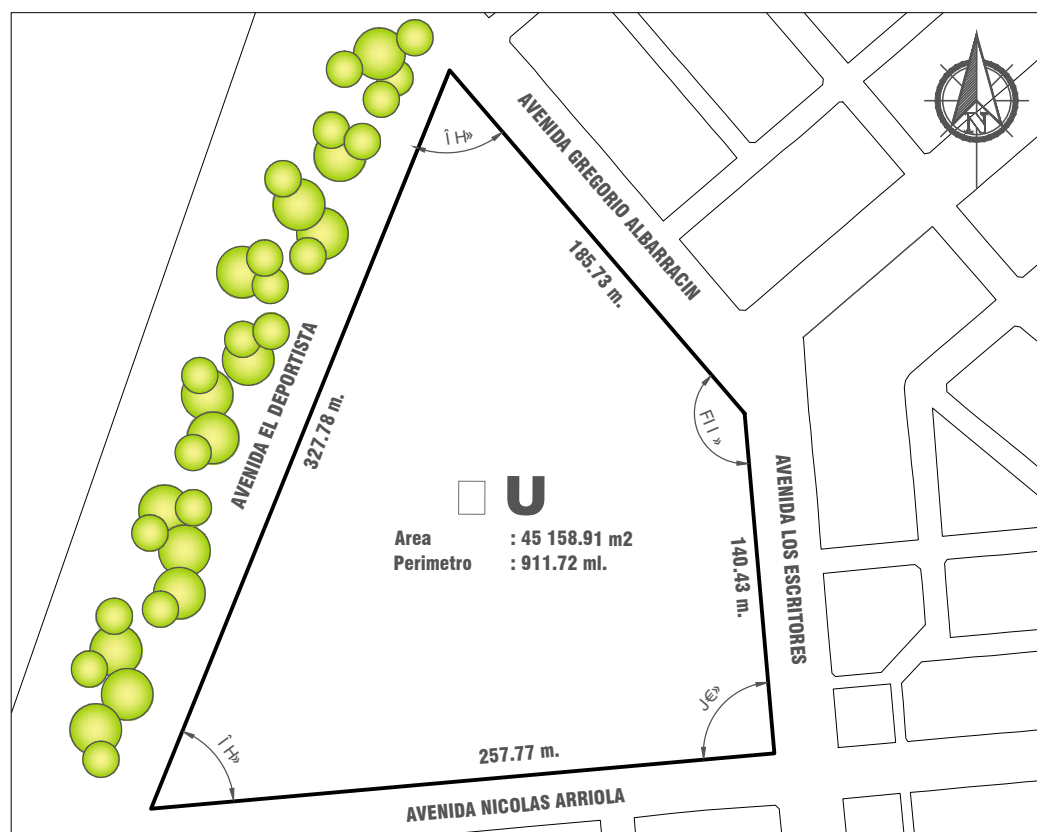 AVENIDA GREGORIO ALBARRACIN
185.73 m.
N
AVENIDA EL DEPORTISTA
327.78 m.
U
Area : 45 158.91 m2
Perimetro : 911.72 ml.
140.43 m.
AVENIDA LOS ESCRITORES
257.77 m.
AVENIDA NICOLAS ARRIOLA